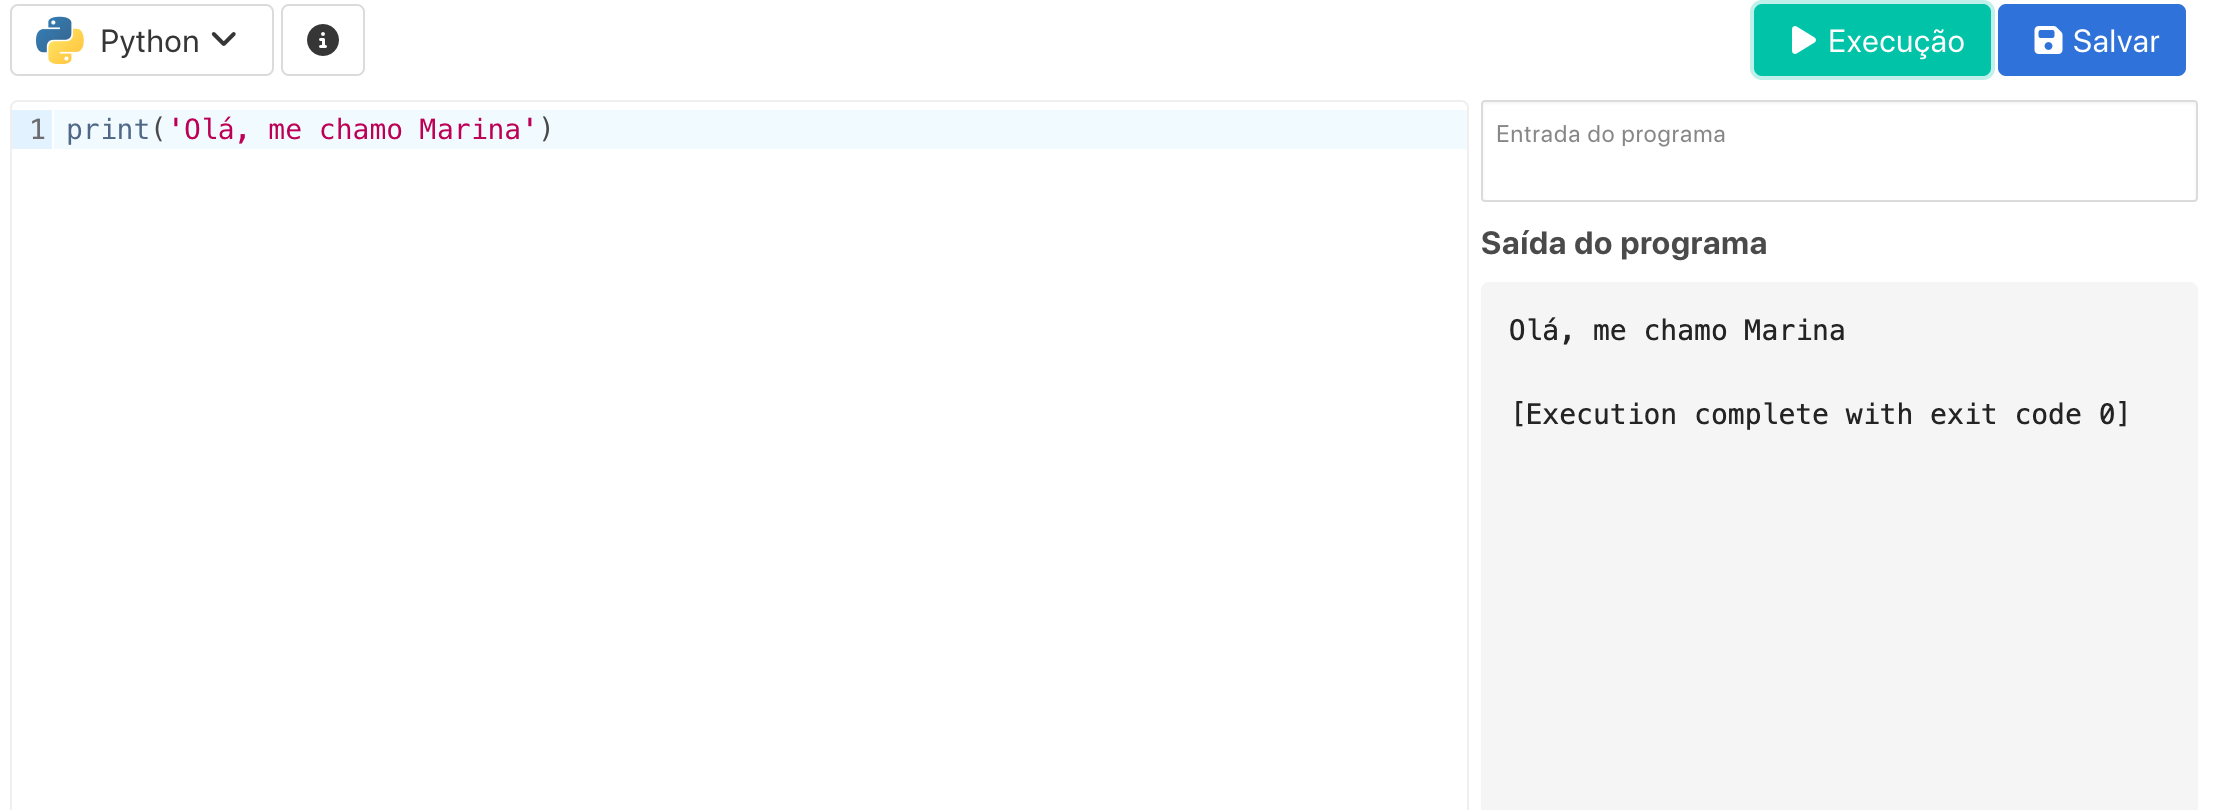 Python
Execução
Salvar
1 print('Olá, me chamo Marina')
Entrada do programa
Saída do programa
Olá, me chamo Marina
[Execution complete with exit code 0]